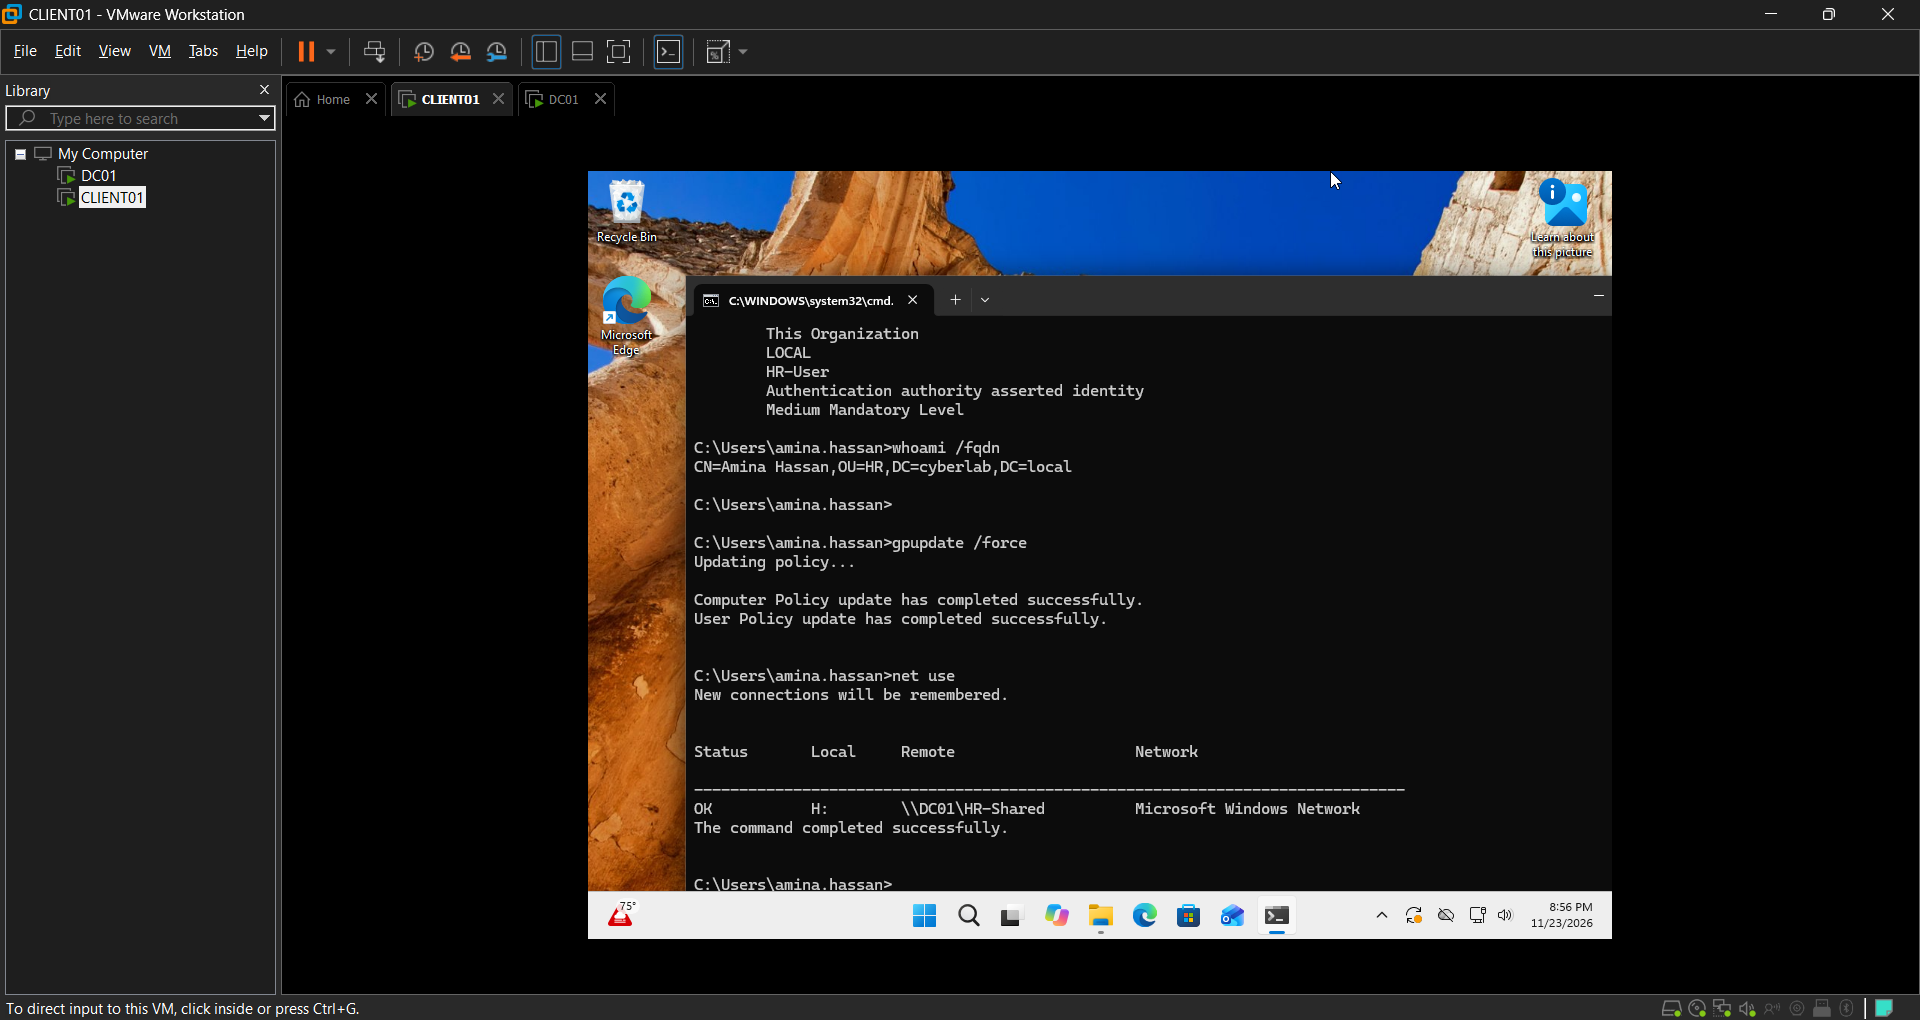 CLIENT01 - VMware Workstation
File Edit View VM Tabs Help
Library
Type here to search
My Computer
DC01
CLIENT01
Home
CLIENT01
DC01
Recycle Bin
Learn about
this picture
Microsoft
Edge
C:\WINDOWS\system32\cmd.
This Organization
LOCAL
HR-User
Authentication authority asserted identity
Medium Mandatory Level
C:\Users\amina.hassan>whoami /fqdn
CN=Amina Hassan,OU=HR,DC=cyberlab,DC=local
C:\Users\amina.hassan>
C:\Users\amina.hassan>gpupdate /force
Updating policy...
Computer Policy update has completed successfully.
User Policy update has completed successfully.
C:\Users\amina.hassan>net use
New connections will be remembered.
Status Local Remote Network
-------------------------------------------------------------------------------
OK H: \\DC01\HR-Shared Microsoft Windows Network
The command completed successfully.
C:\Users\amina.hassan>
75°
8:56 PM
11/23/2026
To direct input to this VM, click inside or press Ctrl+G.